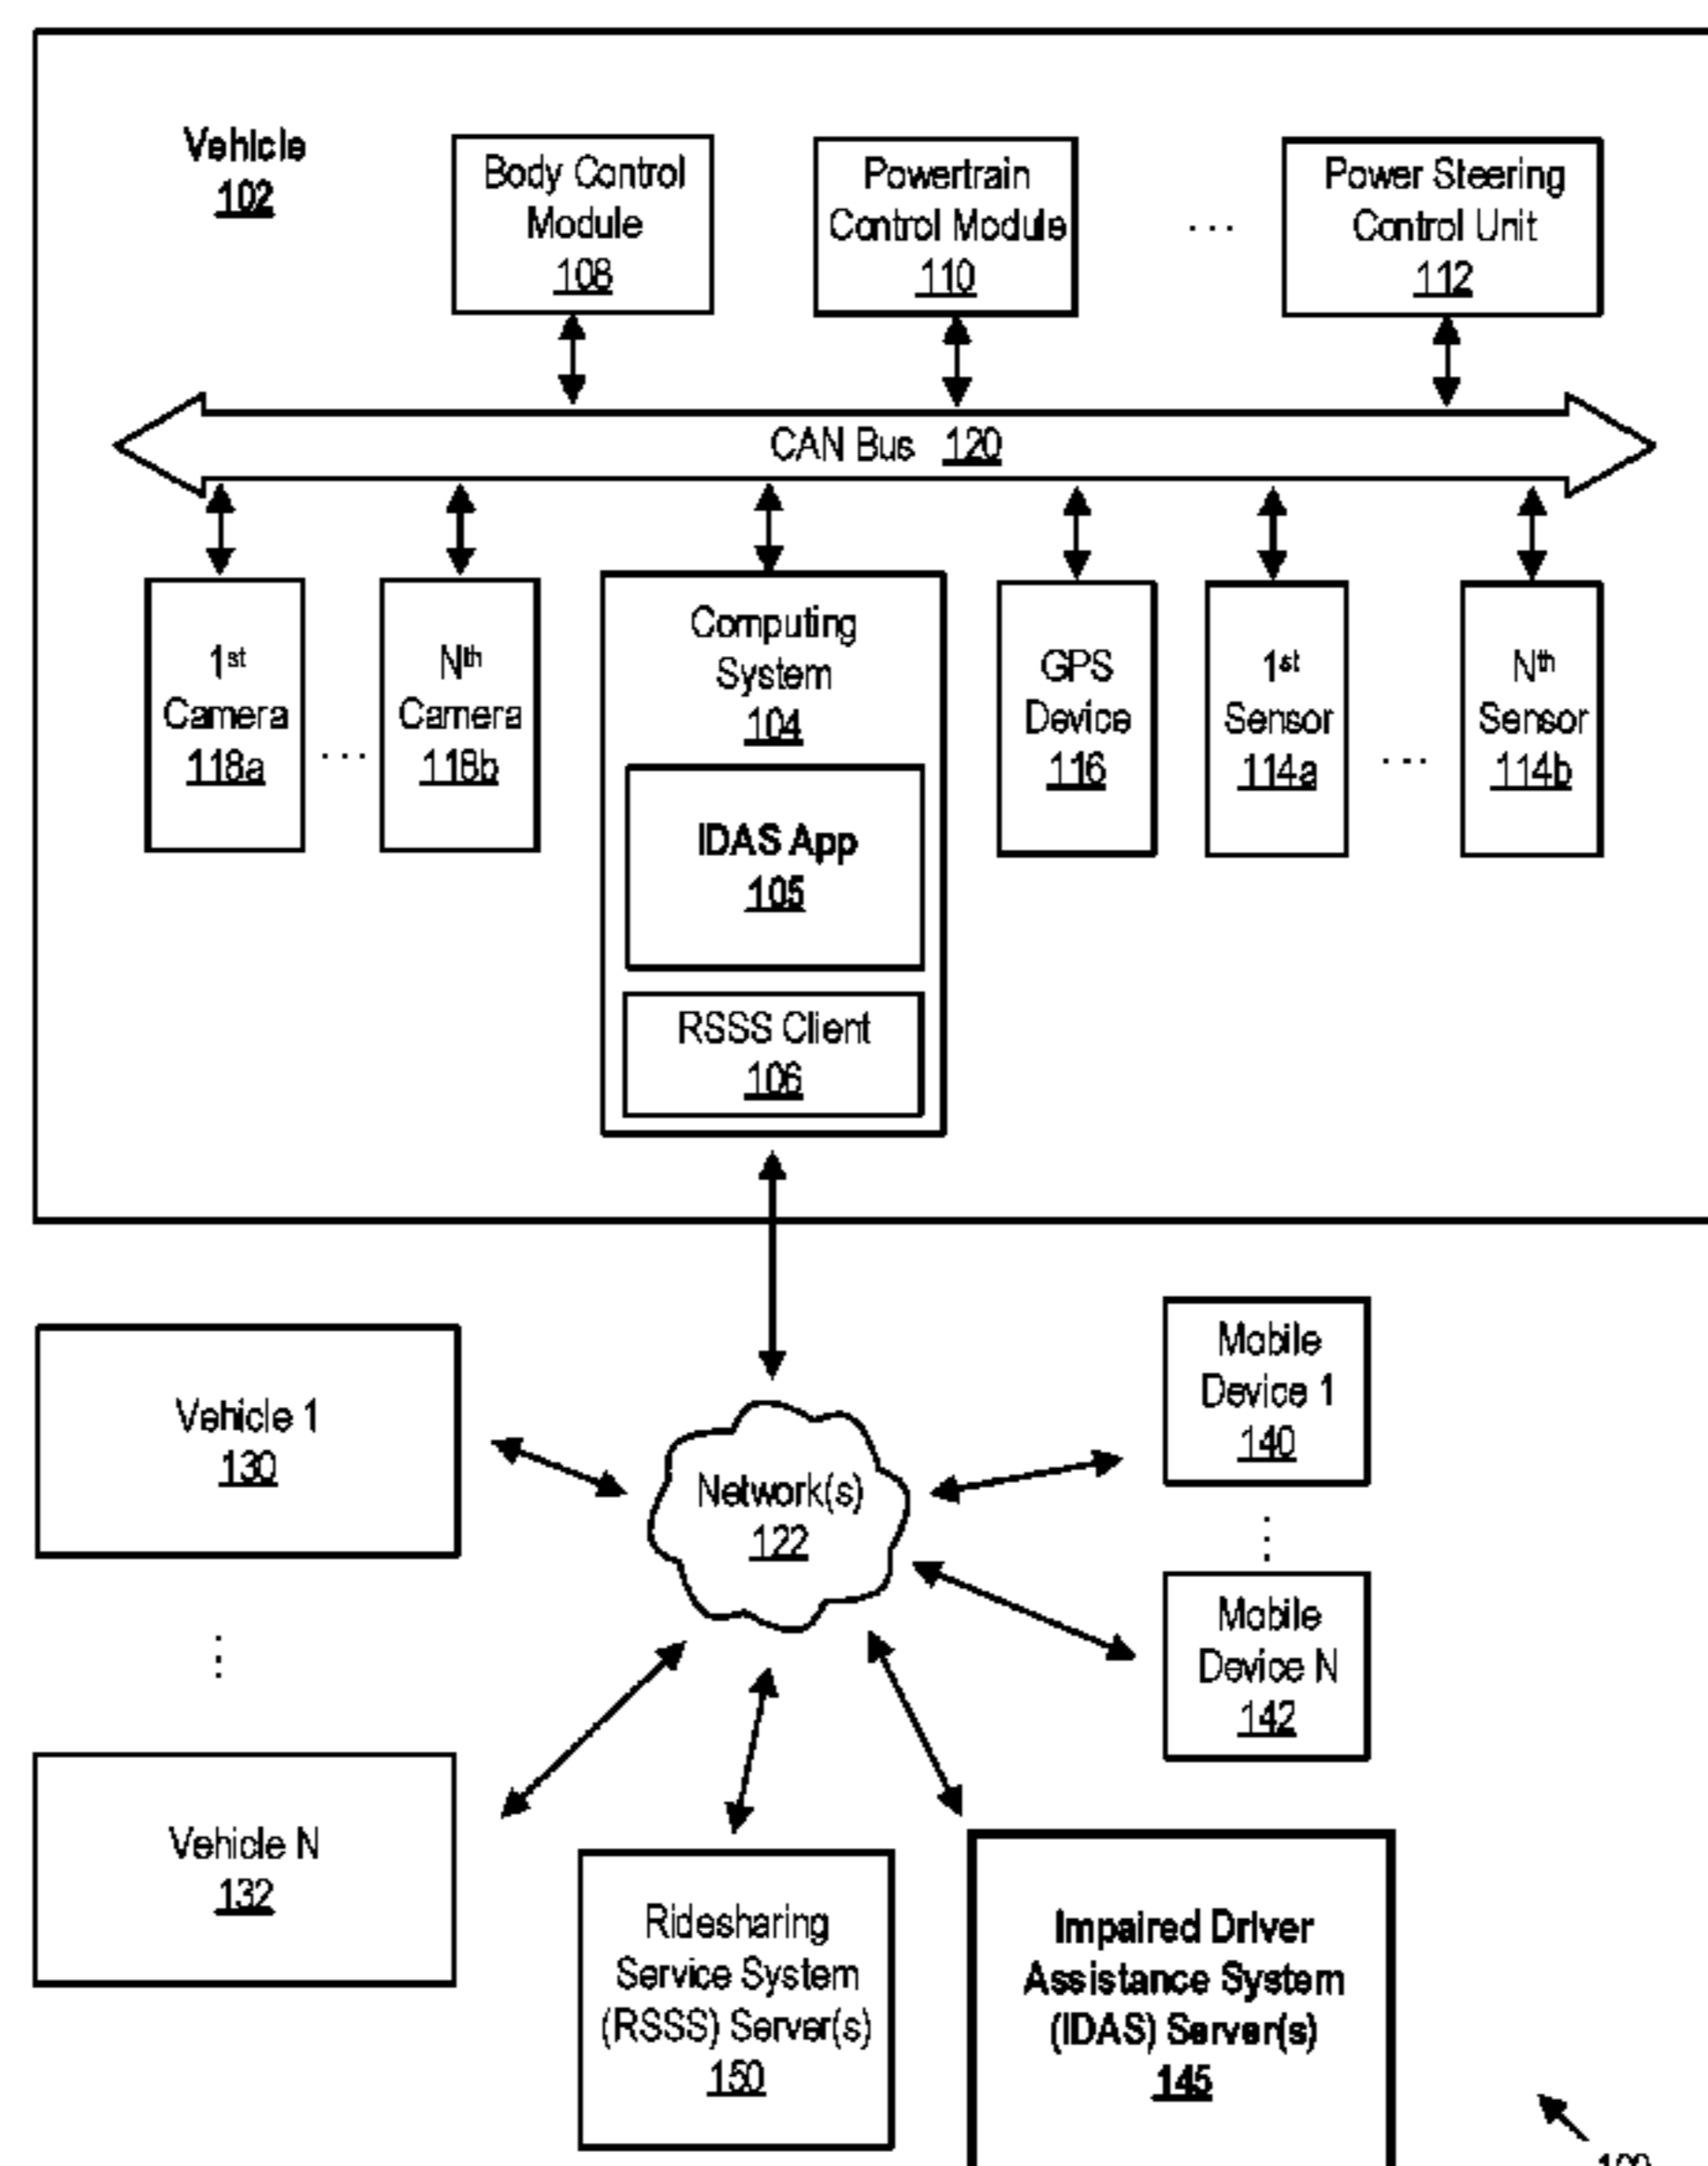 Vehicle
102
Body Control
Module
108
Powertrain
Control Module
110
...
Power Steering
Control Unit
112
CAN Bus 120
1st
Camera
118a
...
Nth
Camera
118b
Computing
System
104
IDAS App
105
RSSS Client
106
GPS
Device
116
1st
Sensor
114a
...
Nth
Sensor
114b
Vehicle 1
130
Network(s)
122
Mobile
Device 1
140
Mobile
Device N
142
Vehicle N
132
Ridesharing
Service System
(RSSS) Server(s)
150
Impaired Driver
Assistance System
(IDAS) Server(s)
145